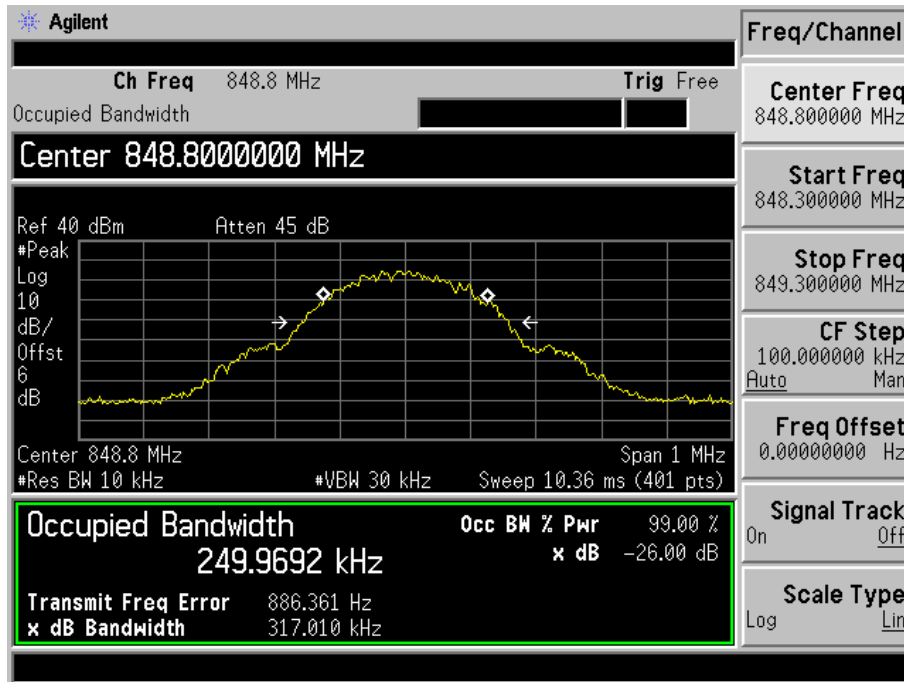 Agilent
Freq/Channel
Ch Freq 848.8 MHz Trig Free
Occupied Bandwidth
Center 848.8000000 MHz
Ref 40 dBm Atten 45 dB
#Peak
Log
10
dB/
Offst
6
dB
Center 848.8 MHz Span 1 MHz
#Res BW 10 kHz #VBW 30 kHz Sweep 10.36 ms (401 pts)
Occupied Bandwidth
249.9692 kHz
Occ BW % Pwr 99.00 %
x dB -26.00 dB
Transmit Freq Error 886.361 Hz
x dB Bandwidth 317.010 kHz
Center Freq
848.800000 MHz
Start Freq
848.300000 MHz
Stop Freq
849.300000 MHz
CF Step
100.000000 kHz
Auto Man
Freq Offset
0.00000000 Hz
Signal Track
On Off
Scale Type
Log Lin